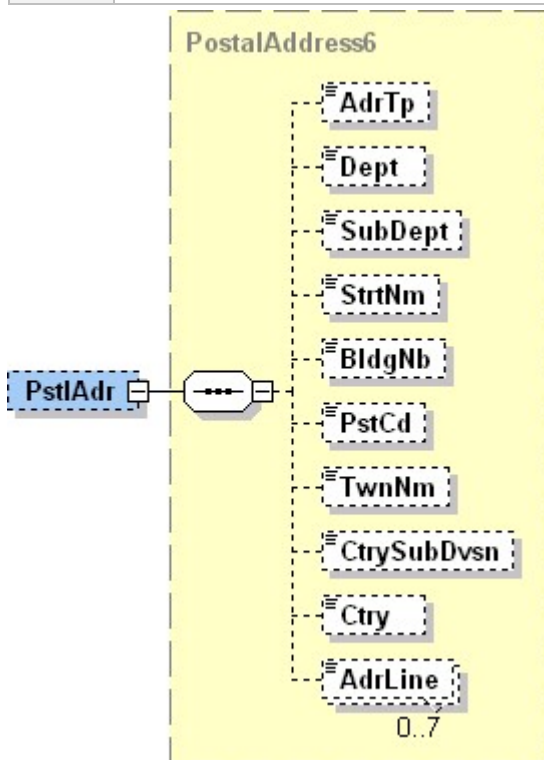 PostalAddress6
AdrTp
Dept
SubDept
StrtNm
BldgNb
PstlAdr
PstCd
TwnNm
CtrySubDvsn
Ctry
AdrLine
0..7